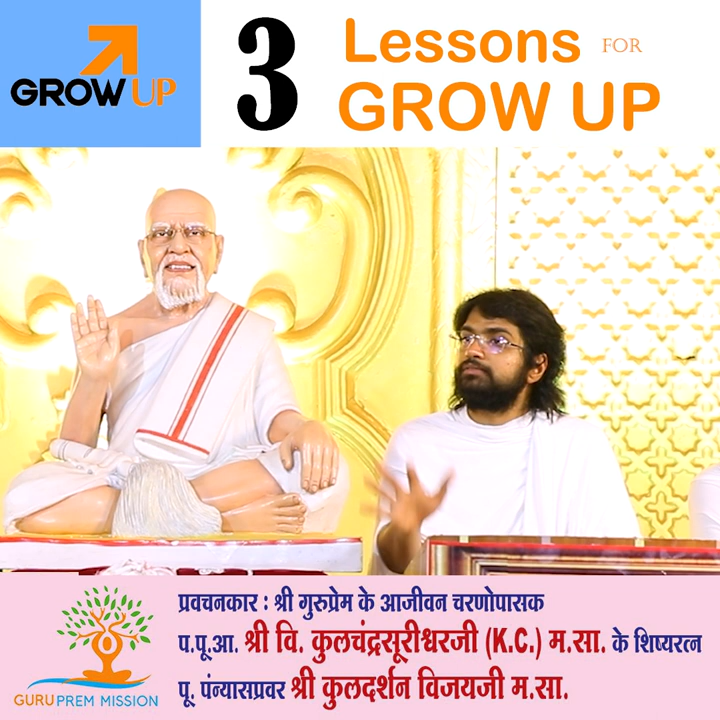 GROW UP
3
Lessons FOR
GROW UP
प्रवचनकार : श्री गुरुप्रेम के आजीवन चरणोपासक
प.पू.आ. श्री वि. कुलचंद्रसूरीश्वरजी (K.C.) म.सा. के शिष्यरत्न
पू. पंन्यासप्रवर श्री कुलदर्शन विजयजी म.सा.
GURU PREM MISSION